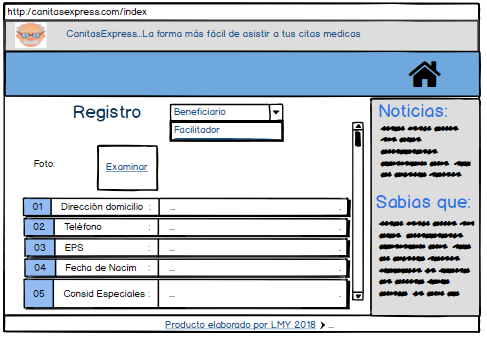 http://canitasexpress.com/index
CanitasExpress...La forma más fácil de asistir a tus citas medicas
Registro
Beneficiario
Facilitador
Foto:
Examinar
01 Dirección domicilio : ... .
02 Teléfono : ...
03 EPS : ...
04 Fecha de Nacim : ...
05 Consid Especiales : ... .
Noticias:
Sabias que:
Producto elaborado por LMY 2018 ...